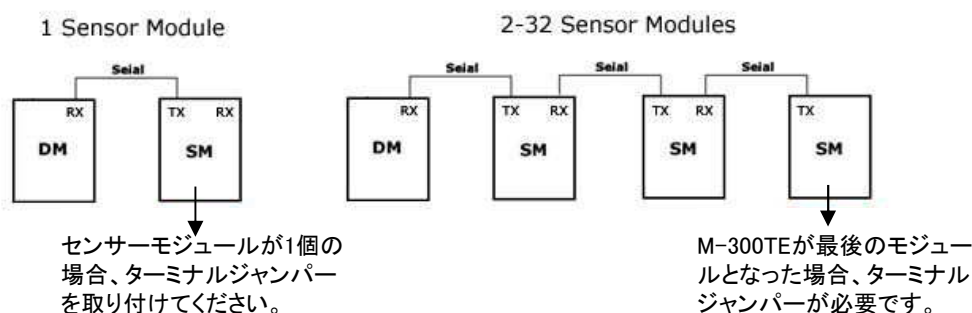 1 Sensor Module
2-32 Sensor Modules
Seial
RX
DM
TX RX
SM
Seial
Seial
Seial
RX
DM
TX RX
SM
TX RX
SM
TX
SM
センサーモジュールが1個の
場合、ターミナルジャンパー
を取り付けてください。
M-300TEが最後のモジュー
ルとなった場合、ターミナル
ジャンパーが必要です。